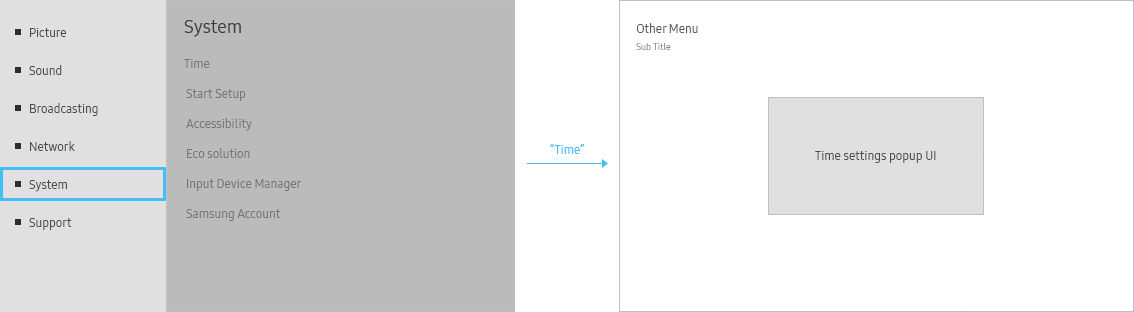 Picture
Sound
Broadcasting
Network
System
Support
System
Time
Start Setup
Accessibility
Eco solution
Input Device Manager
Samsung Account
“Time”
Other Menu
Sub Title
Time settings popup UI